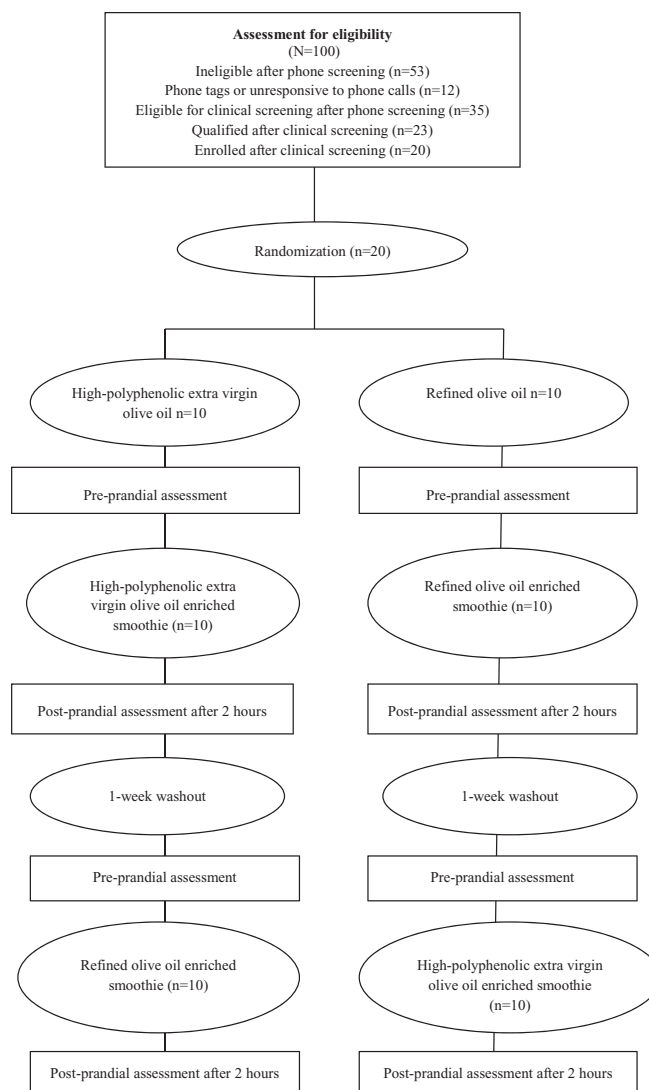 Assessment for eligibility
(N=100)
Ineligible after phone screening (n=53)
Phone tags or unresponsive to phone calls (n=12)
Eligible for clinical screening after phone screening (n=35)
Qualified after clinical screening (n=23)
Enrolled after clinical screening (n=20)
Randomization (n=20)
High-polyphenolic extra virgin
olive oil n=10
Refined olive oil n=10
Pre-prandial assessment
Pre-prandial assessment
High-polyphenolic extra
virgin olive oil enriched
smoothie (n=10)
Refined olive oil enriched
smoothie (n=10)
Post-prandial assessment after 2 hours
Post-prandial assessment after 2 hours
1-week washout
1-week washout
Pre-prandial assessment
Pre-prandial assessment
Refined olive oil enriched
smoothie (n=10)
High-polyphenolic extra virgin
olive oil enriched smoothie
(n=10)
Post-prandial assessment after 2 hours
Post-prandial assessment after 2 hours